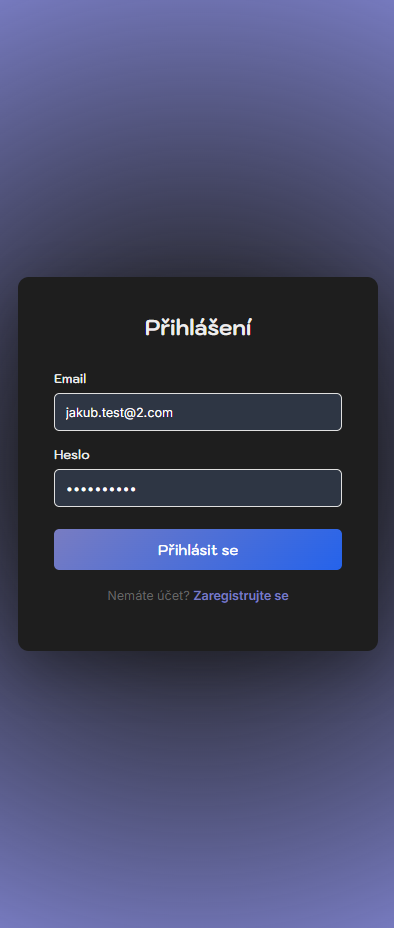 Přihlášení
Email
jakub.test@2.com
Heslo
••••••••••
Přihlásit se
Nemáte účet? Zaregistrujte se